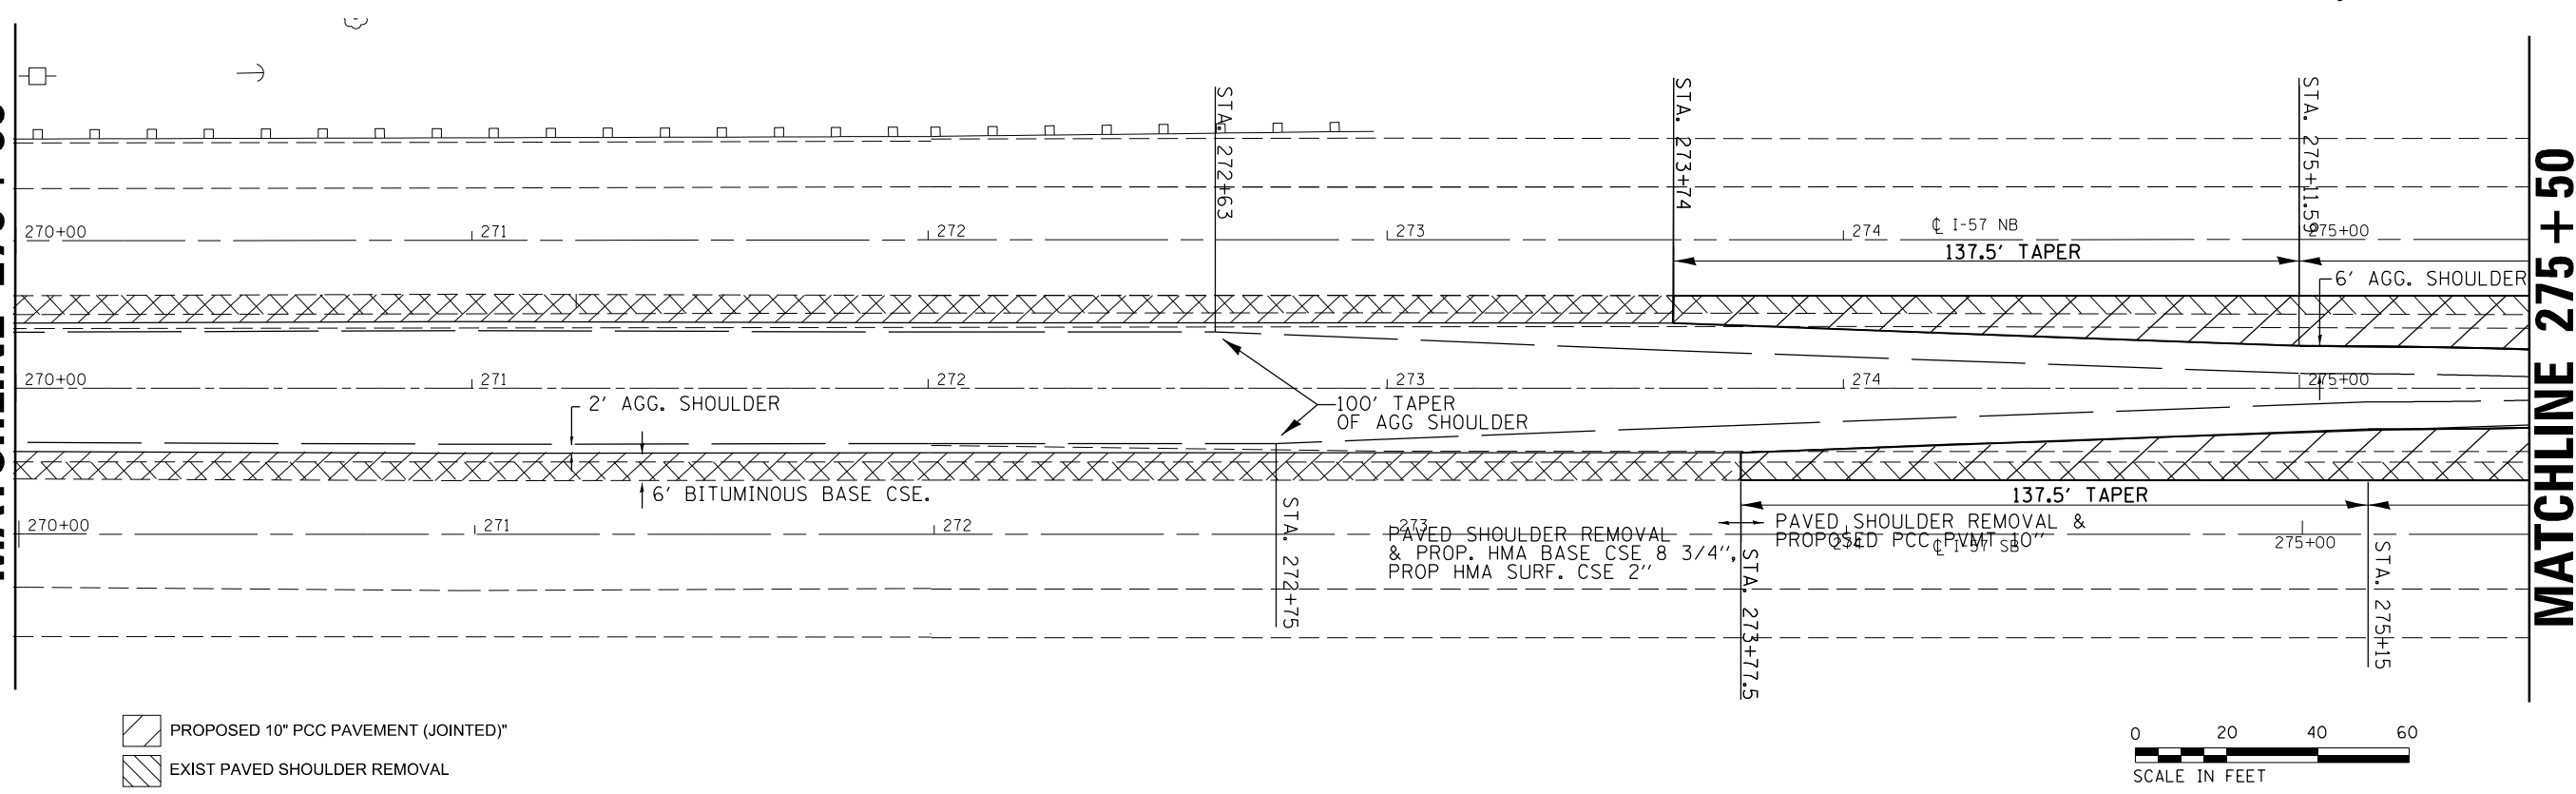 STA. 272+63
STA. 273+74
STA. 275+11.59
270+00
271
272
273
274
℄ I-57 NB
275+00
137.5' TAPER
6' AGG. SHOULDER
270+00
271
272
273
274
275+00
2' AGG. SHOULDER
100' TAPER
OF AGG SHOULDER
6' BITUMINOUS BASE CSE.
137.5' TAPER
270+00
271
272
273
274
℄ I-57 SB
275+00
PAVED SHOULDER REMOVAL
& PROP. HMA BASE CSE 8 3/4",
PROP HMA SURF. CSE 2"
PAVED SHOULDER REMOVAL &
PROPOSED PCC PVMT 10"
STA. 272+75
STA. 273+77.5
STA. 275+15
MATCHLINE 275+50
PROPOSED 10" PCC PAVEMENT (JOINTED)"
EXIST PAVED SHOULDER REMOVAL
0 20 40 60
SCALE IN FEET